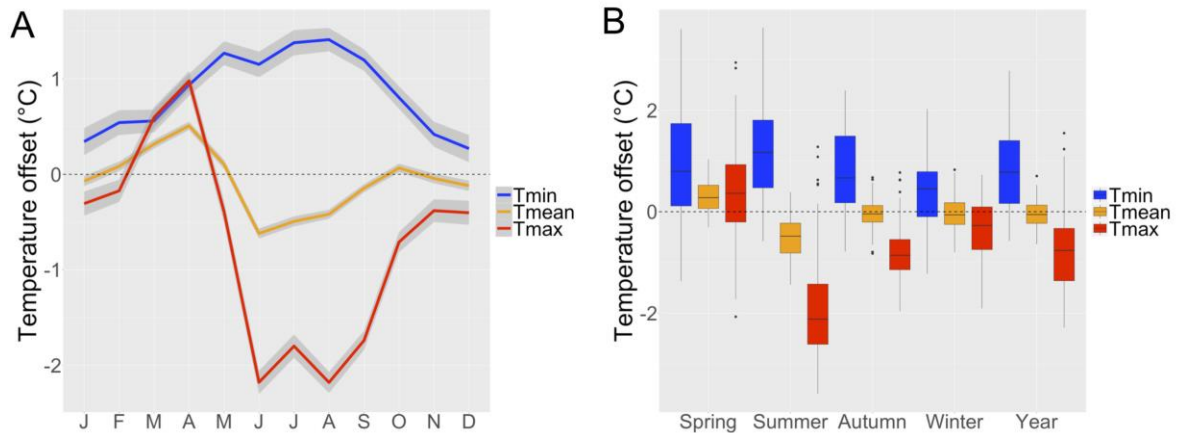 A
Temperature offset (°C)
1
0
-1
-2
J F M A M J J A S O N D
Tmin
Tmean
Tmax
B
Temperature offset (°C)
2
0
-2
Spring Summer Autumn Winter Year
Tmin
Tmean
Tmax